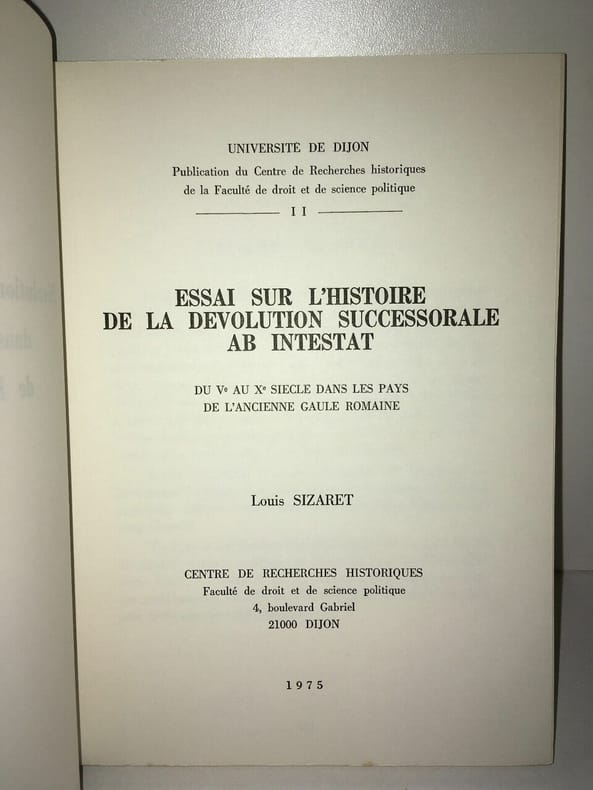 UNIVERSITE DE DIJON
Publication du Centre de Recherches historiques
de la Faculté de droit et de science politique
II
ESSAI SUR L'HISTOIRE
DE LA DEVOLUTION SUCCESSORALE
AB INTESTAT
DU Ve AU Xe SIECLE DANS LES PAYS
DE L'ANCIENNE GAULE ROMAINE
Louis SIZARET
CENTRE DE RECHERCHES HISTORIQUES
Faculté de droit et de science politique
4, boulevard Gabriel
21000 DIJON
1975